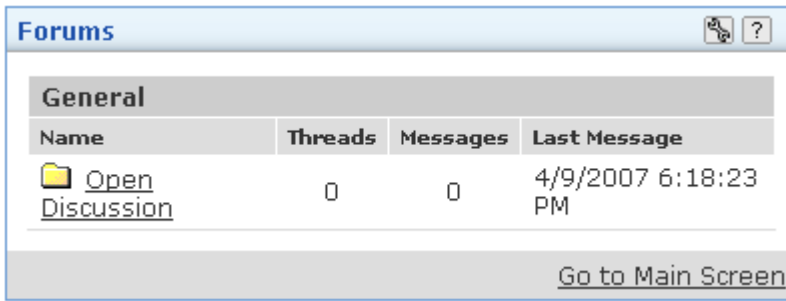 Forums
?
General
Name Threads Messages Last Message
Open 0 0 4/9/2007 6:18:23
Discussion PM
Go to Main Screen